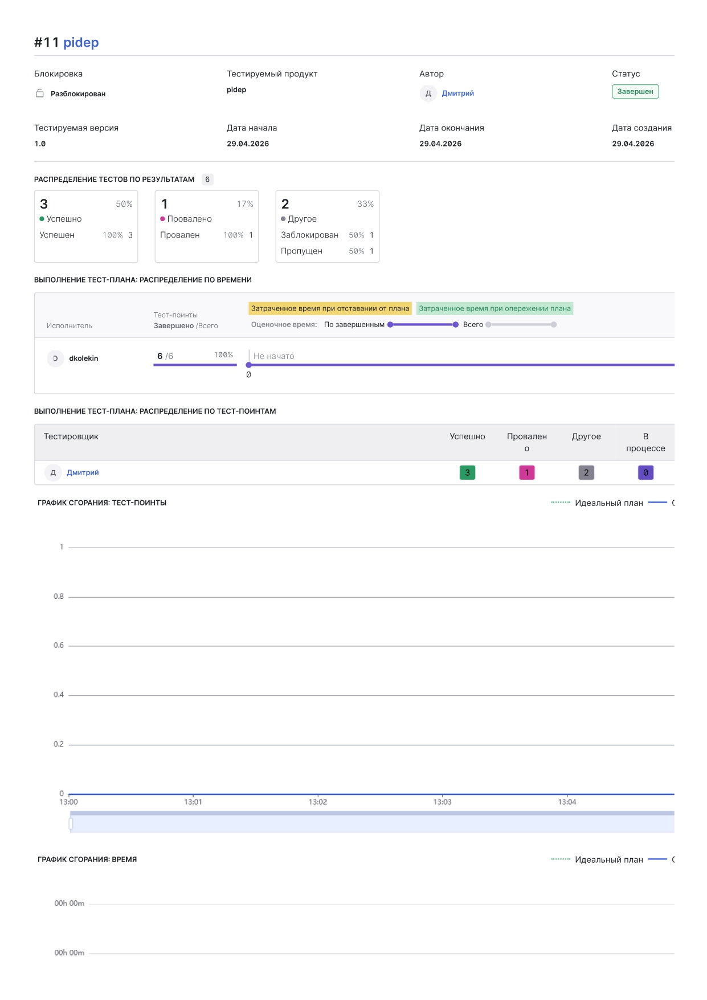 #11 pidep
Блокировка Тестируемый продукт Автор Статус
Разблокирован pidep Д Дмитрий Завершен
Тестируемая версия Дата начала Дата окончания Дата создания
1.0 29.04.2026 29.04.2026 29.04.2026
РАСПРЕДЕЛЕНИЕ ТЕСТОВ ПО РЕЗУЛЬТАТАМ 6
3 50%
Успешно
Успешен 100% 3
1 17%
Провалено
Провален 100% 1
2 33%
Другое
Заблокирован 50% 1
Пропущен 50% 1
ВЫПОЛНЕНИЕ ТЕСТ-ПЛАНА: РАСПРЕДЕЛЕНИЕ ПО ВРЕМЕНИ
Затраченное время при отставании от плана Затраченное время при опережении плана
Тест-поинты
Исполнитель Завершено /Всего Оценочное время: По завершенным Всего
D dkolekin 6 /6 100% Не начато
0
ВЫПОЛНЕНИЕ ТЕСТ-ПЛАНА: РАСПРЕДЕЛЕНИЕ ПО ТЕСТ-ПОИНТАМ
Тестировщик Успешно Провален Другое В
о процессе
Д Дмитрий 3 1 2 0
ГРАФИК СГОРАНИЯ: ТЕСТ-ПОИНТЫ Идеальный план
1
0.8
0.6
0.4
0.2
0
13:00 13:01 13:02 13:03 13:04
ГРАФИК СГОРАНИЯ: ВРЕМЯ Идеальный план
00h 00m
00h 00m